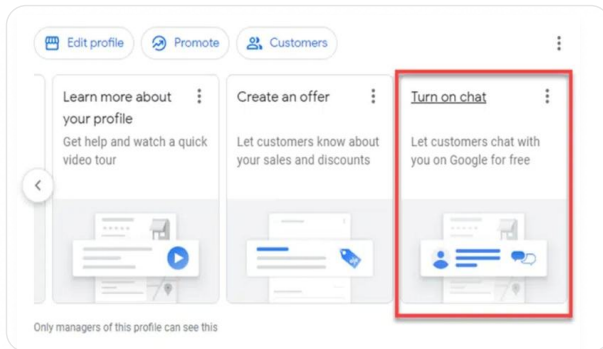 Edit profile
Promote
Customers
Learn more about
your profile
Get help and watch a quick
video tour
Create an offer
Let customers know about
your sales and discounts
Turn on chat
Let customers chat with
you on Google for free
Only managers of this profile can see this